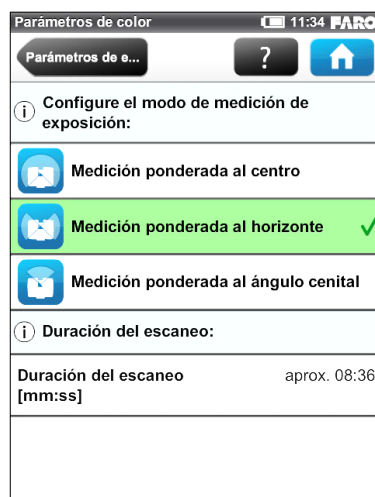 Parámetros de color 11:34 FARO
Parámetros de e... ?
Configure el modo de medición de
exposición:
Medición ponderada al centro
Medición ponderada al horizonte
Medición ponderada al ángulo cenital
Duración del escaneo:
Duración del escaneo aprox. 08:36
[mm:ss]